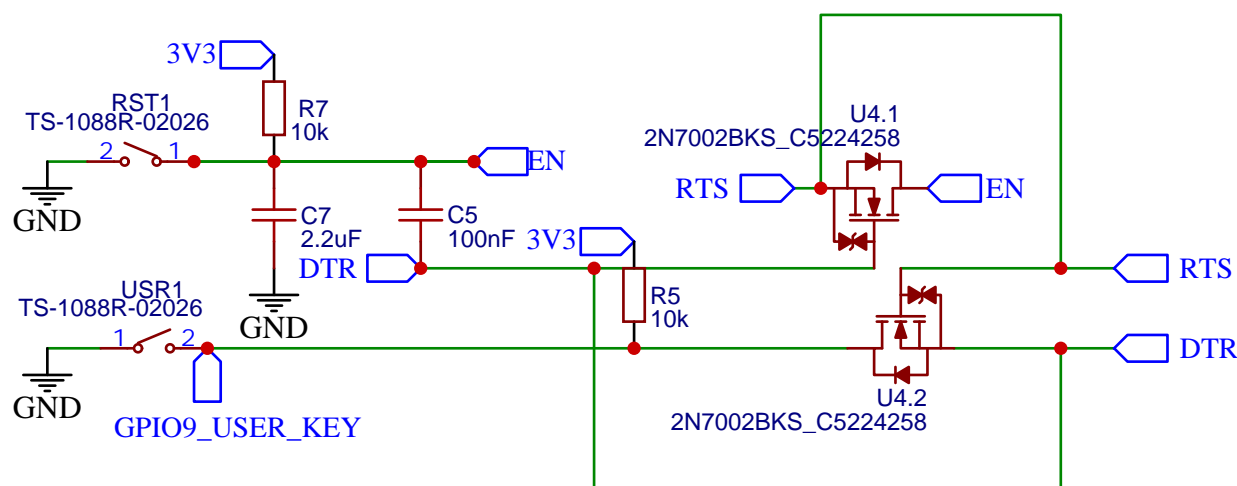 3V3
RST1
TS-1088R-02026
2
1
GND
R7
10k
EN
C7
2.2uF
C5
100nF
DTR
GND
3V3
R5
10k
U4.1
2N7002BKS_C5224258
RTS
EN
RTS
DTR
USR1
TS-1088R-02026
1
2
GND
GPIO9_USER_KEY
U4.2
2N7002BKS_C5224258